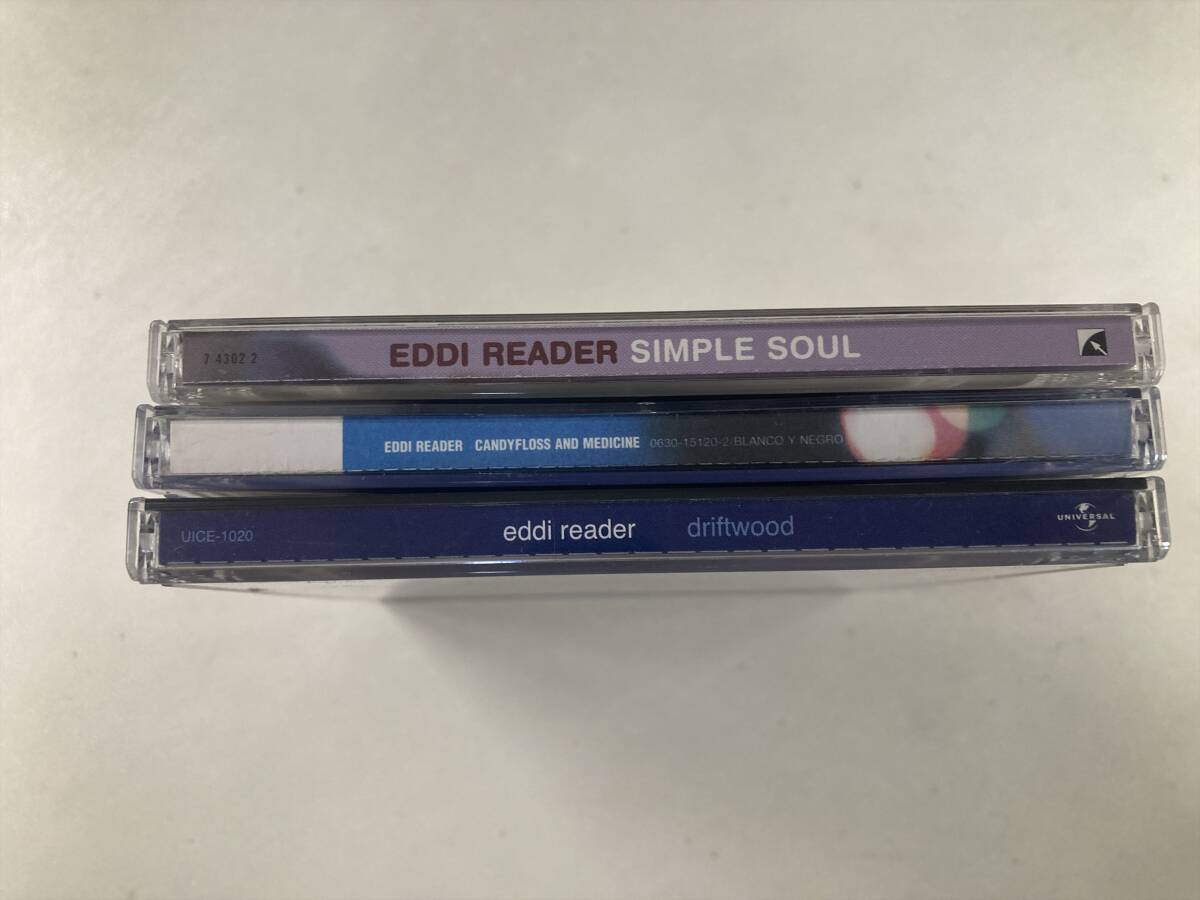 7 4302 2 EDDI READER SIMPLE SOUL
EDDI READER CANDYFLOSS AND MEDICINE 0630-15120-2/BLANCO Y NEGRO
UICE-1020 eddi reader driftwood UNIVERSAL